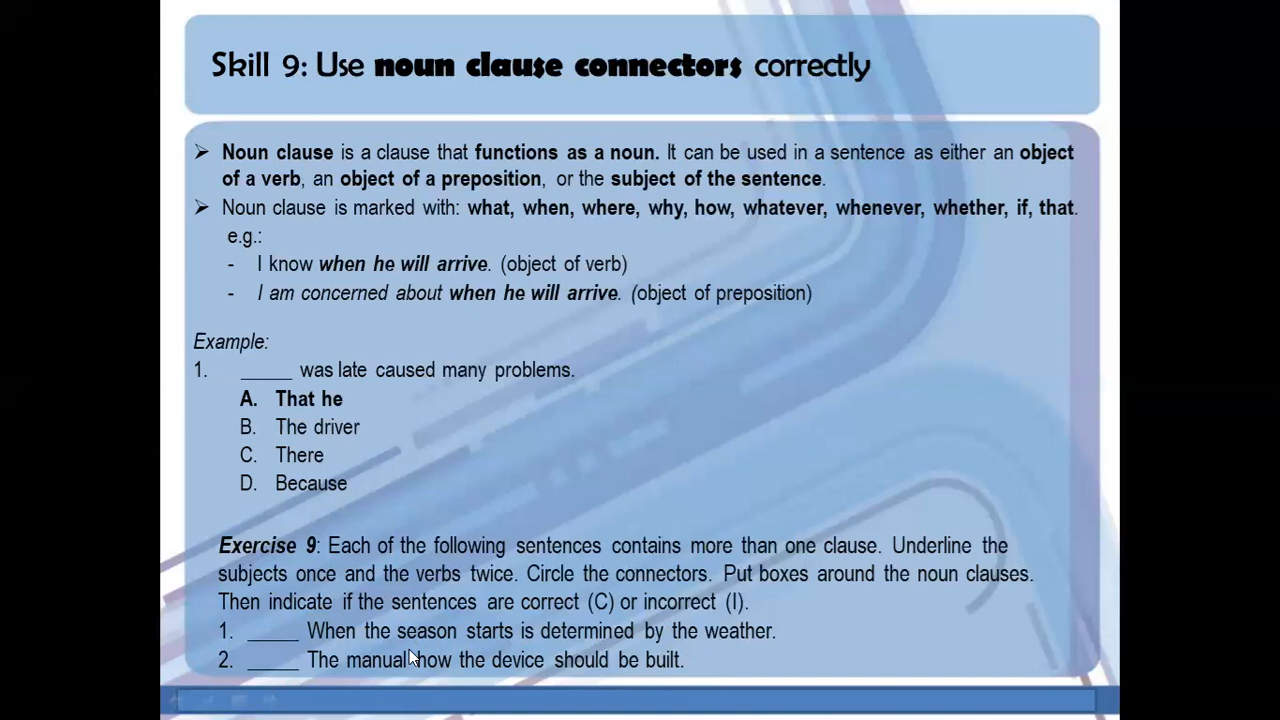 Skill 9: Use noun clause connectors correctly
➢ Noun clause is a clause that functions as a noun. It can be used in a sentence as either an object
of a verb, an object of a preposition, or the subject of the sentence.
➢ Noun clause is marked with: what, when, where, why, how, whatever, whenever, whether, if, that.
e.g.:
- I know when he will arrive. (object of verb)
- I am concerned about when he will arrive. (object of preposition)
Example:
1. _____ was late caused many problems.
A. That he
B. The driver
C. There
D. Because
Exercise 9: Each of the following sentences contains more than one clause. Underline the
subjects once and the verbs twice. Circle the connectors. Put boxes around the noun clauses.
Then indicate if the sentences are correct (C) or incorrect (I).
1. _____ When the season starts is determined by the weather.
2. _____ The manual how the device should be built.